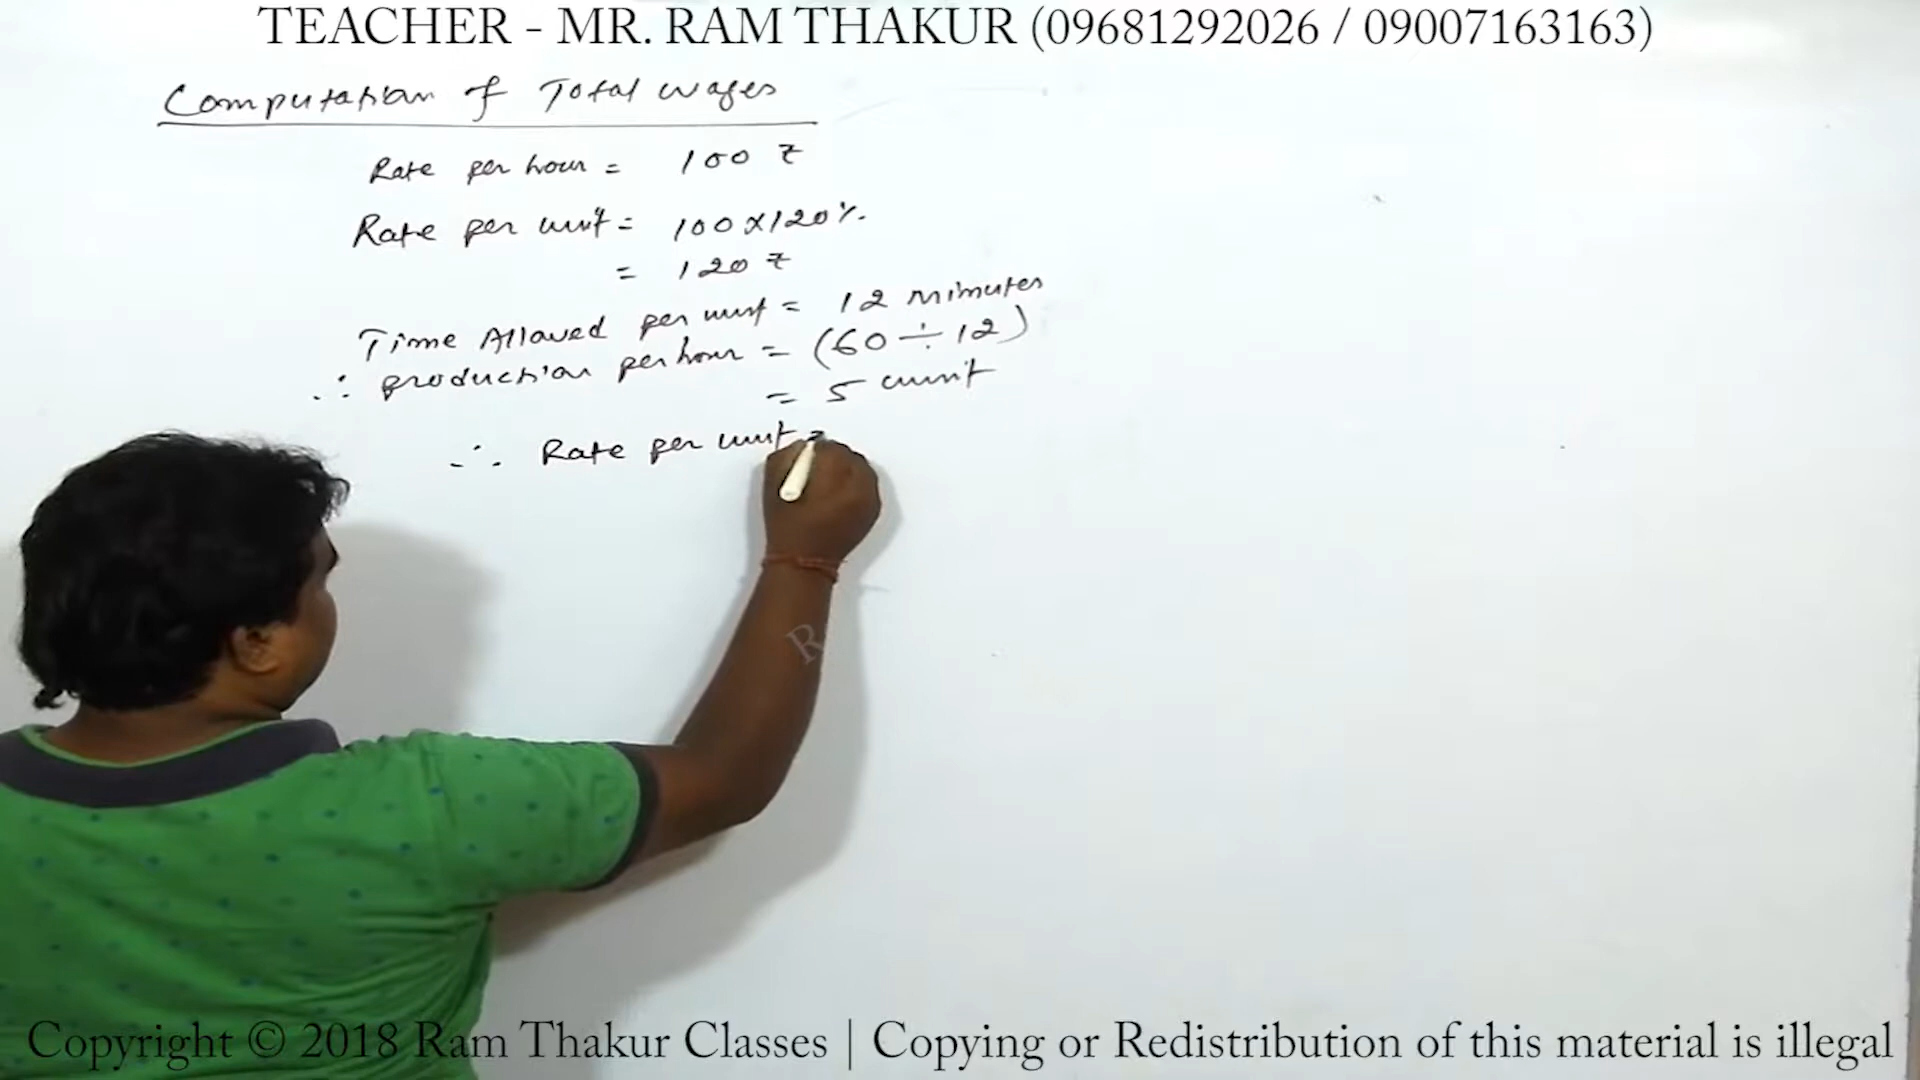 TEACHER - MR. RAM THAKUR (09681292026 / 09007163163)
Computation of Total wages
Rate per hour = 100 ₹
Rate per unit = 100 x 120%.
= 120 ₹
Time Allowed per unit = 12 minutes
∴ production per hour = (60 ÷ 12)
= 5 unit
∴ Rate per unit =
R
Copyright © 2018 Ram Thakur Classes | Copying or Redistribution of this material is illegal